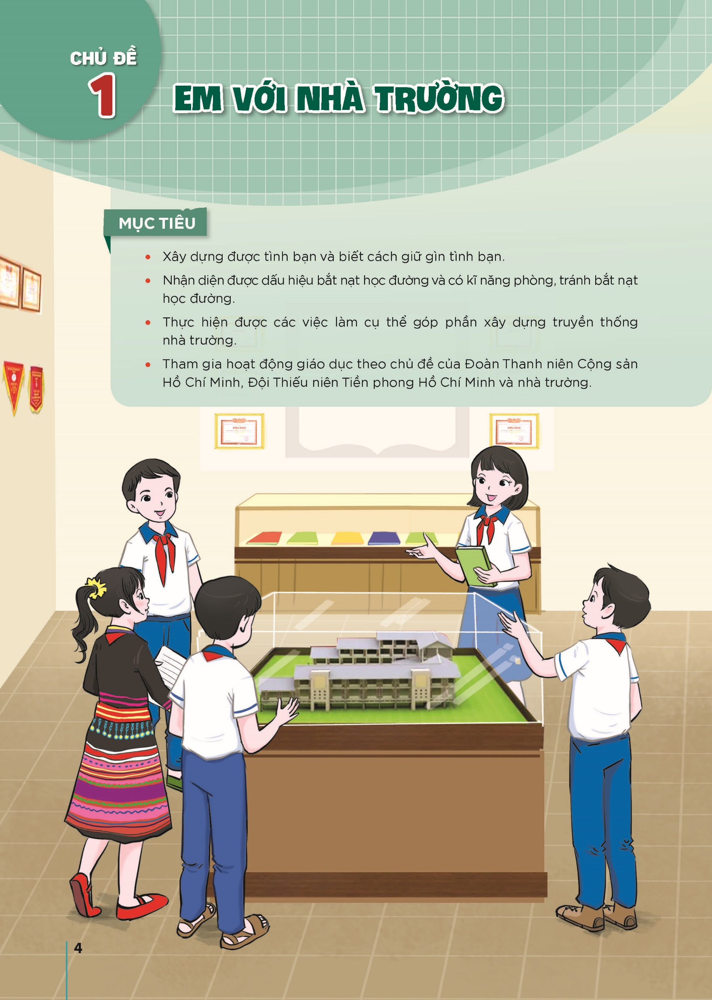 CHỦ ĐỀ
1
EM VỚI NHÀ TRƯỜNG
MỤC TIÊU
• Xây dựng được tình bạn và biết cách giữ gìn tình bạn.
• Nhận diện được dấu hiệu bắt nạt học đường và có kĩ năng phòng, tránh bắt nạt
học đường.
• Thực hiện được các việc làm cụ thể góp phần xây dựng truyền thống
nhà trường.
• Tham gia hoạt động giáo dục theo chủ đề của Đoàn Thanh niên Cộng sản
Hồ Chí Minh, Đội Thiếu niên Tiền phong Hồ Chí Minh và nhà trường.
BẰNG KHEN
BẰNG KHEN
4